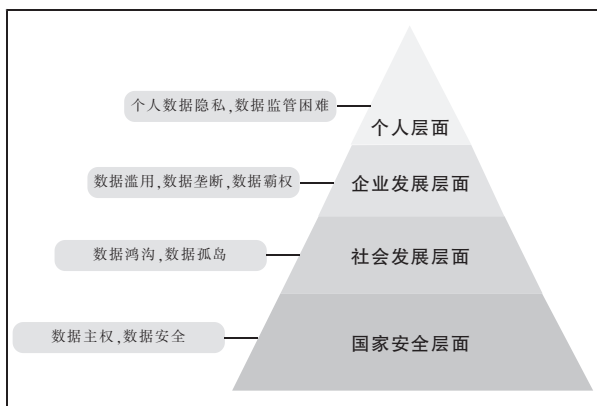 个人数据隐私,数据监管困难
个人层面
数据滥用,数据垄断,数据霸权
企业发展层面
数据鸿沟,数据孤岛
社会发展层面
数据主权,数据安全
国家安全层面